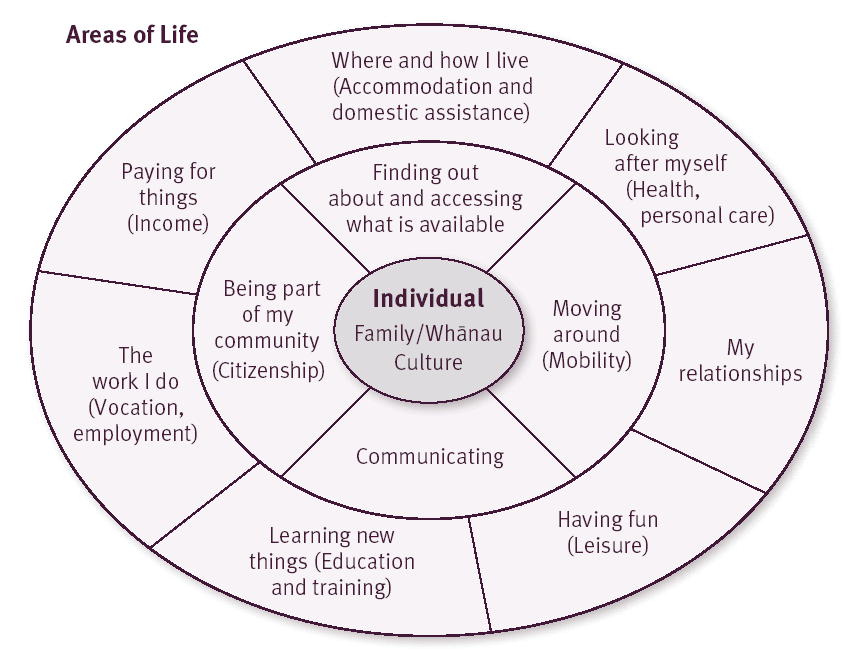 Areas of Life
Where and how I live
(Accommodation and
domestic assistance)
Looking
after myself
(Health,
personal care)
My
relationships
Having fun
(Leisure)
Learning new
things (Education
and training)
The
work I do
(Vocation,
employment)
Paying for
things
(Income)
Finding out
about and accessing
what is available
Moving
around
(Mobility)
Communicating
Being part
of my
community
(Citizenship)
Individual
Family/Whānau
Culture